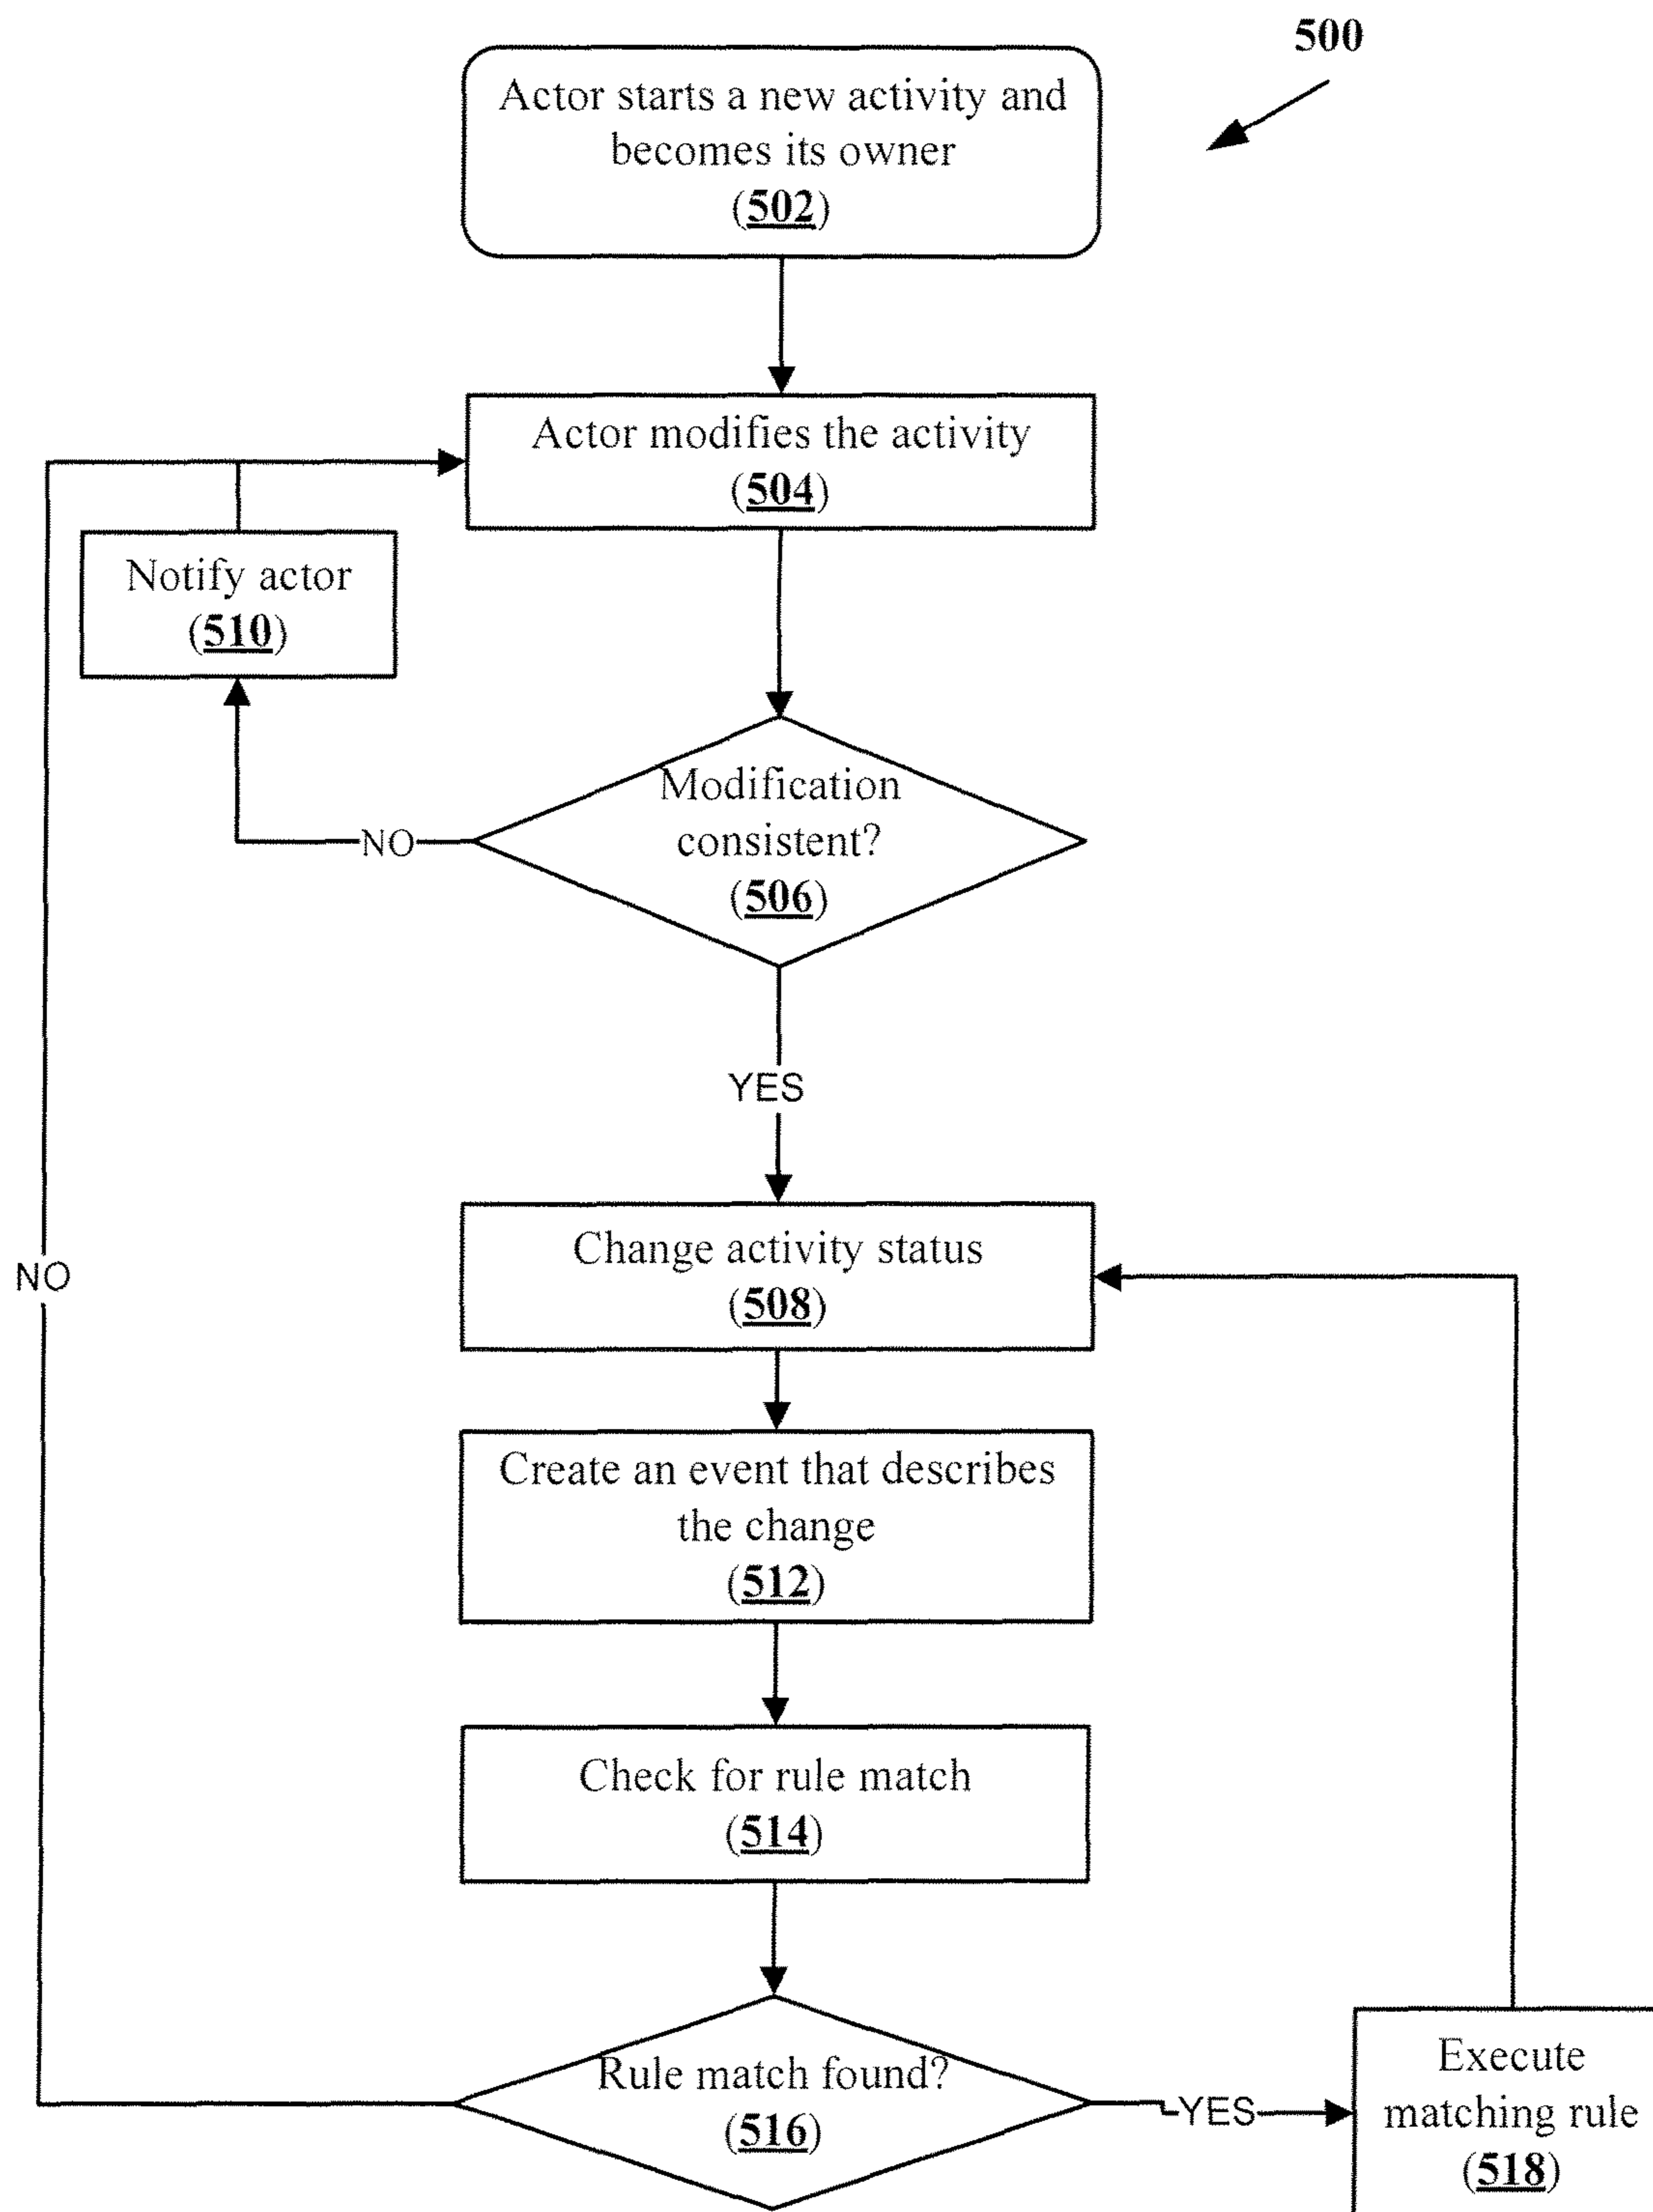 500
Actor starts a new activity and
becomes its owner
(502)
Actor modifies the activity
(504)
Notify actor
(510)
Modification
consistent?
(506)
NO
YES
Change activity status
(508)
NO
Create an event that describes
the change
(512)
Check for rule match
(514)
Rule match found?
(516)
YES
Execute
matching rule
(518)